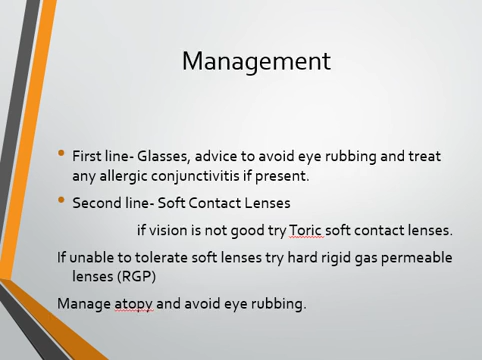 Management
• First line- Glasses, advice to avoid eye rubbing and treat
any allergic conjunctivitis if present.
• Second line- Soft Contact Lenses
if vision is not good try Toric soft contact lenses.
If unable to tolerate soft lenses try hard rigid gas permeable
lenses (RGP)
Manage atopy and avoid eye rubbing.